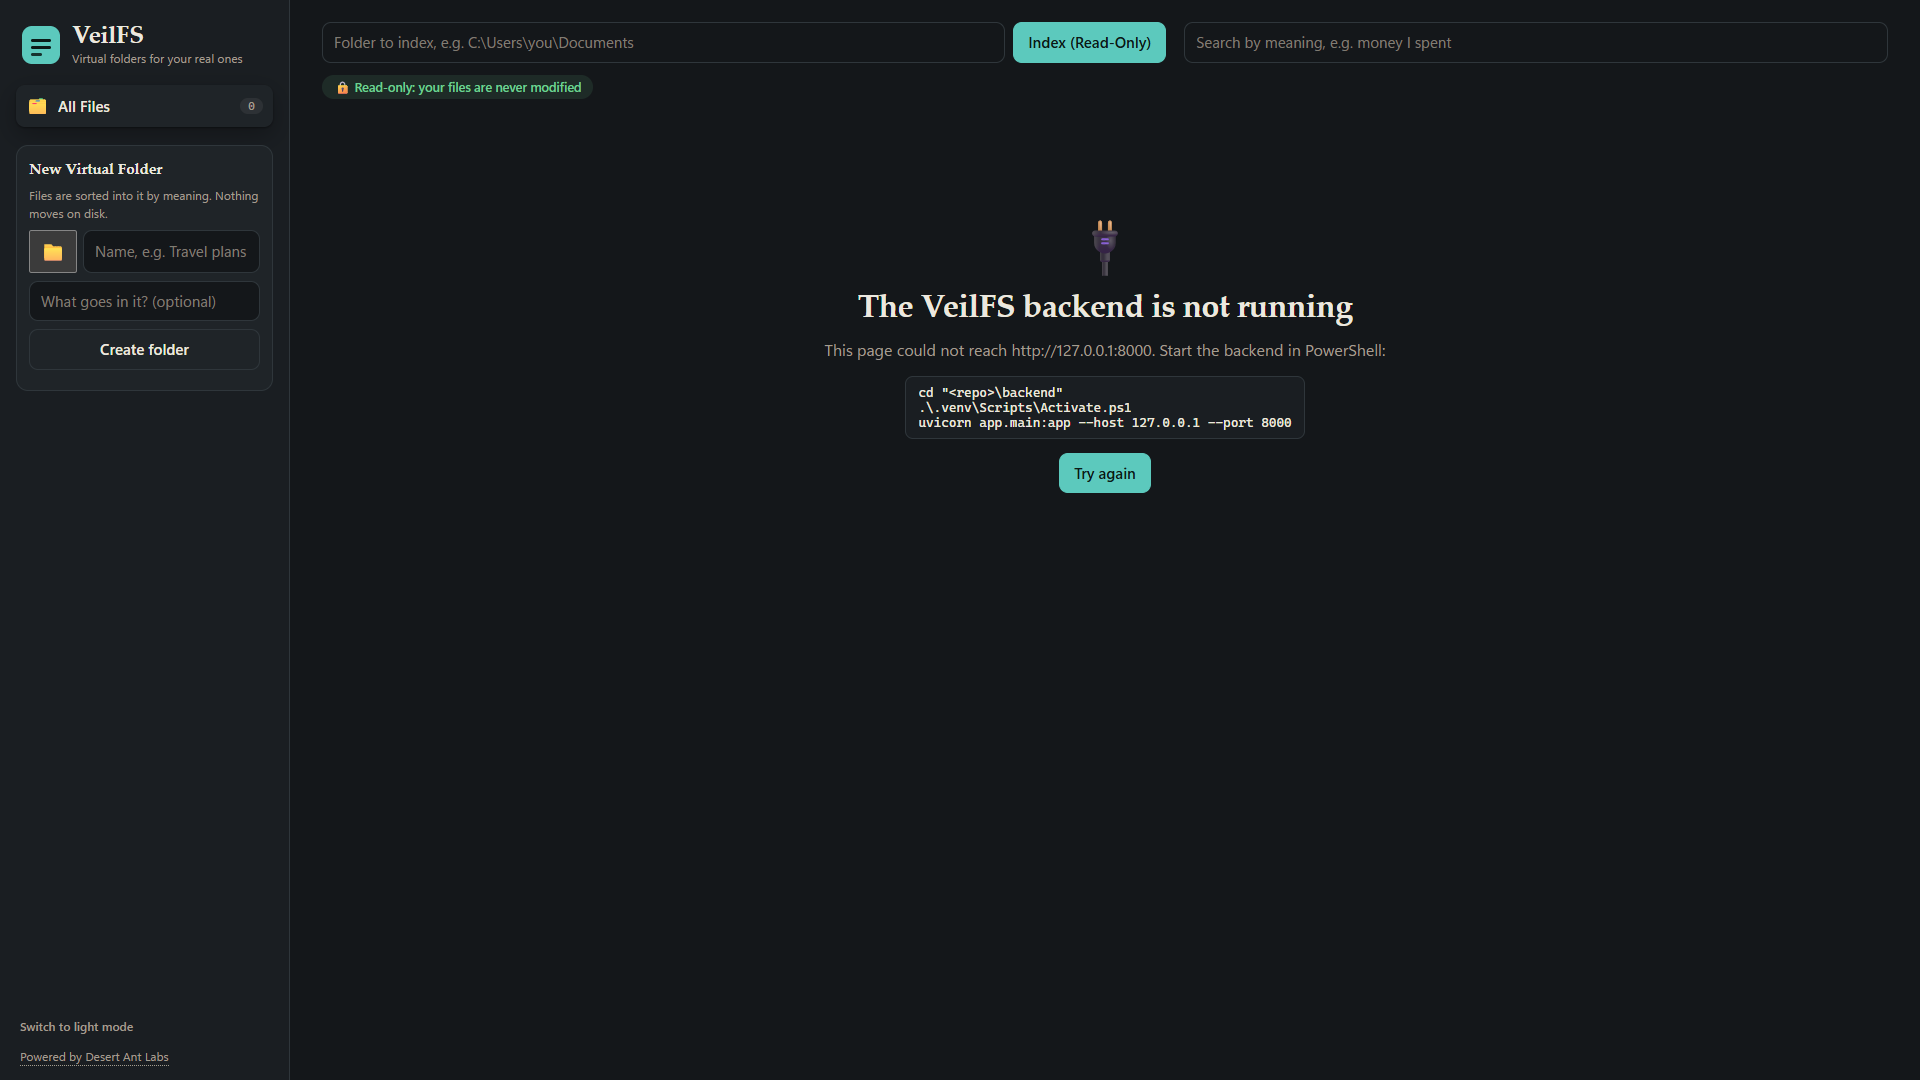 VeilFS
Virtual folders for your real ones
All Files
0
New Virtual Folder
Files are sorted into it by meaning. Nothing
moves on disk.
Name, e.g. Travel plans
What goes in it? (optional)
Create folder
Switch to light mode
Powered by Desert Ant Labs
Folder to index, e.g. C:\Users\you\Documents
Index (Read-Only)
Search by meaning, e.g. money I spent
Read-only: your files are never modified
The VeilFS backend is not running
This page could not reach http://127.0.0.1:8000. Start the backend in PowerShell:
cd "<repo>\backend"
.\.venv\Scripts\Activate.ps1
uvicorn app.main:app --host 127.0.0.1 --port 8000
Try again